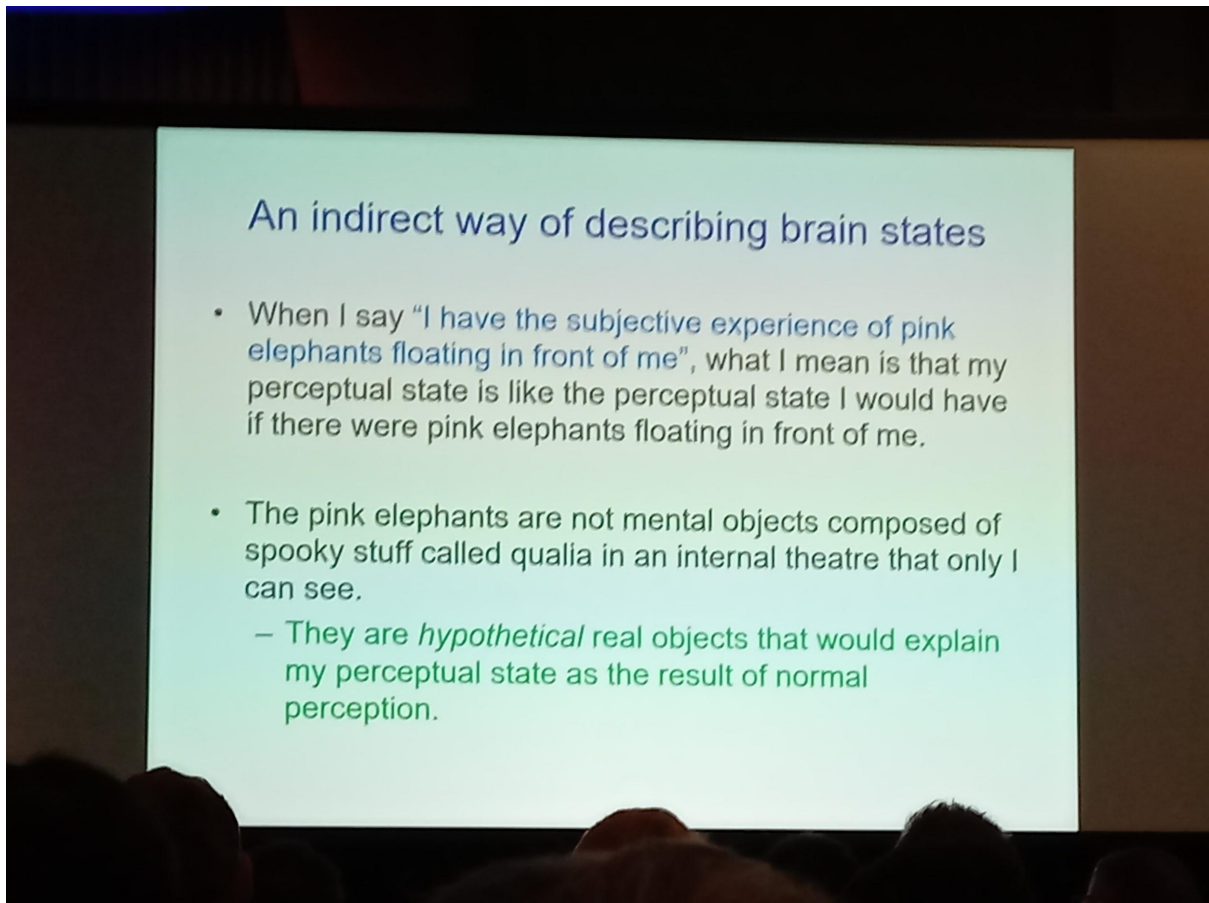 An indirect way of describing brain states
• When I say “I have the subjective experience of pink
elephants floating in front of me”, what I mean is that my
perceptual state is like the perceptual state I would have
if there were pink elephants floating in front of me.
• The pink elephants are not mental objects composed of
spooky stuff called qualia in an internal theatre that only I
can see.
– They are hypothetical real objects that would explain
my perceptual state as the result of normal
perception.